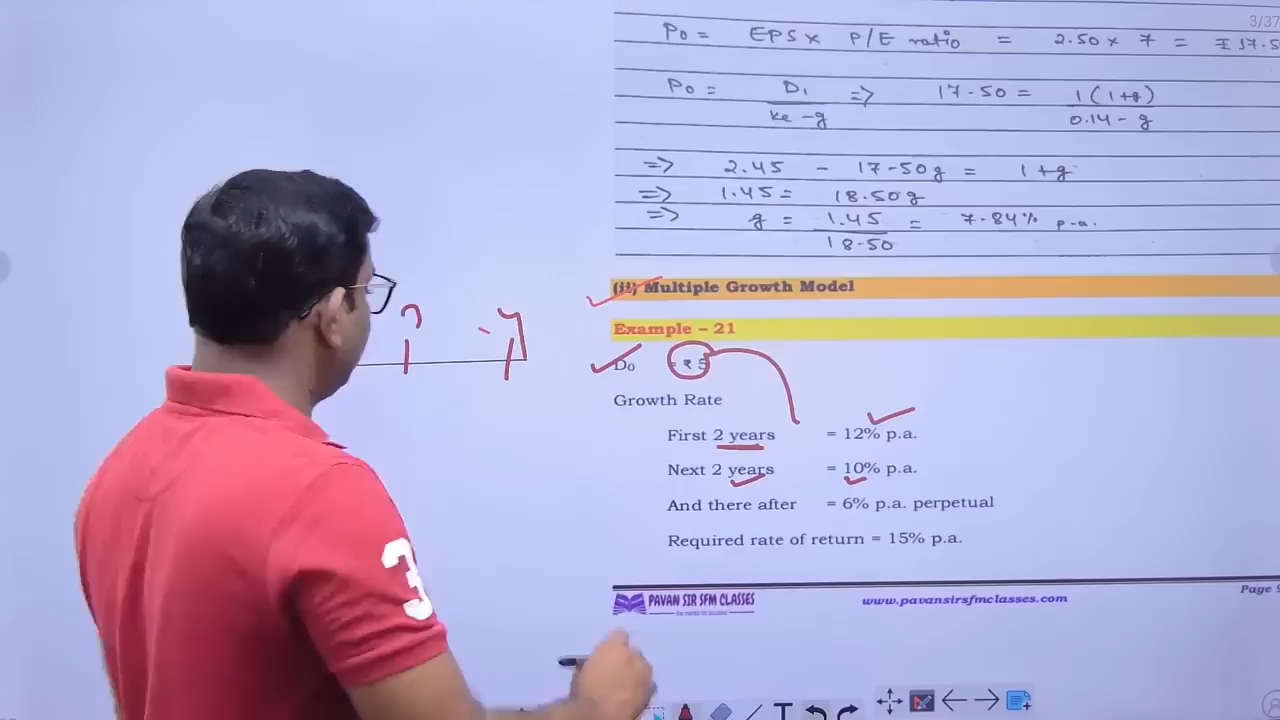 3/37
P₀ = EPS x P/E ratio = 2.50 x 7 = ₹ 17.5
P₀ = D₁ / ke - g => 17.50 = 1(1+g) / 0.14 - g
=> 2.45 - 17.50g = 1+g
=> 1.45 = 18.50g
=> g = 1.45 / 18.50 = 7.84% p.a.
(ii) Multiple Growth Model
Example – 21
D₀ = ₹ 5
Growth Rate
First 2 years = 12% p.a.
Next 2 years = 10% p.a.
And there after = 6% p.a. perpetual
Required rate of return = 15% p.a.
PAVAN SIR SFM CLASSES
www.pavansirsfmclasses.com
Page 9
3